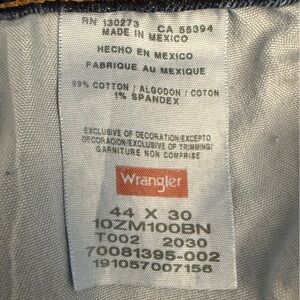 RN 130273 CA 55394
MADE IN MEXICO
HECHO EN MEXICO
FABRIQUE AU MEXIQUE
99% COTTON / ALGODON / COTON
1% SPANDEX
EXCLUSIVE OF DECORATION/EXCEPTO
DECORACION/EXCLUSIVE OF TRIMMING/
GARNITURE NON COMPRISE
Wrangler
44 X 30
10ZM100BN
T002 2030
70081395-002
191057007156